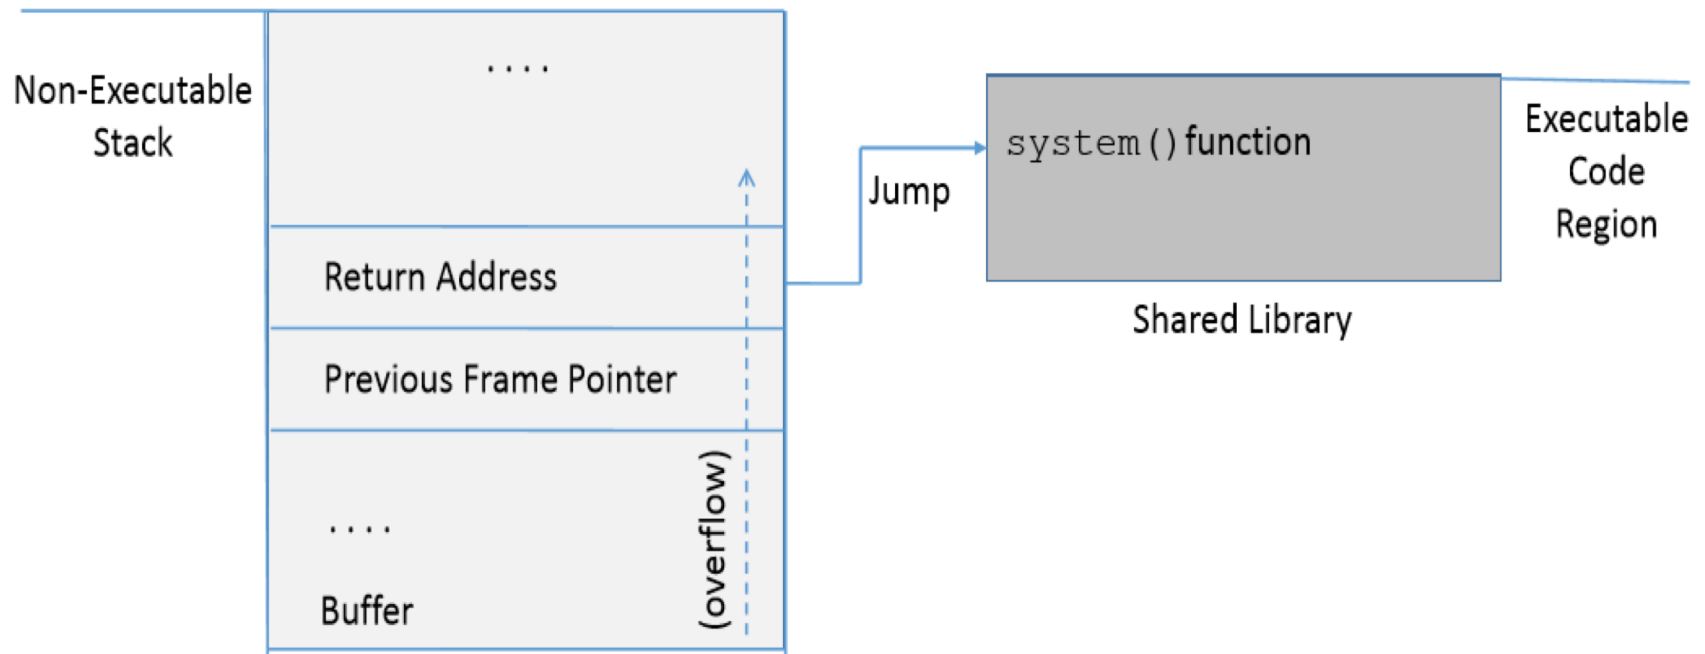 Non-Executable
Stack
. . . .
Return Address
Previous Frame Pointer
. . . .
Buffer
(overflow)
Jump
system() function
Shared Library
Executable
Code
Region